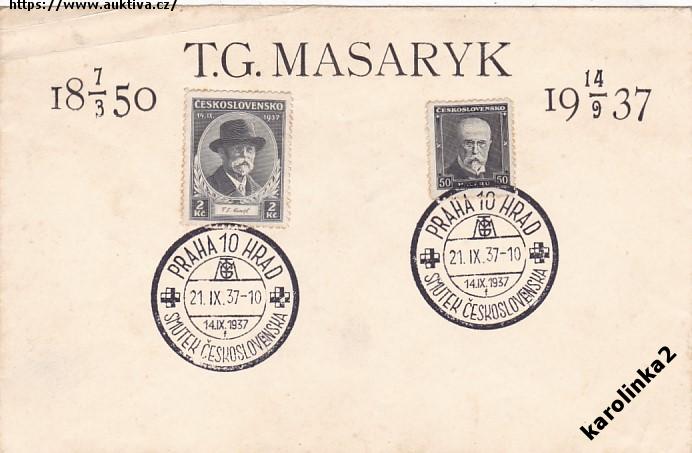 https://www.auktiva.cz/
T.G. MASARYK
18 7/3 50
19 14/9 37
ČESKOSLOVENSKO
14.IX. 1937
2 Kč 2 Kč
ČESKOSLOVENSKO
50 50
PRAHA 10 HRAD
21.IX.37-10
14.IX.1937
f
SMUTEK ČESKOSLOVENSKA
PRAHA 10 HRAD
21.IX.37-10
14.IX.1937
f
SMUTEK ČESKOSLOVENSKA
karolinka2